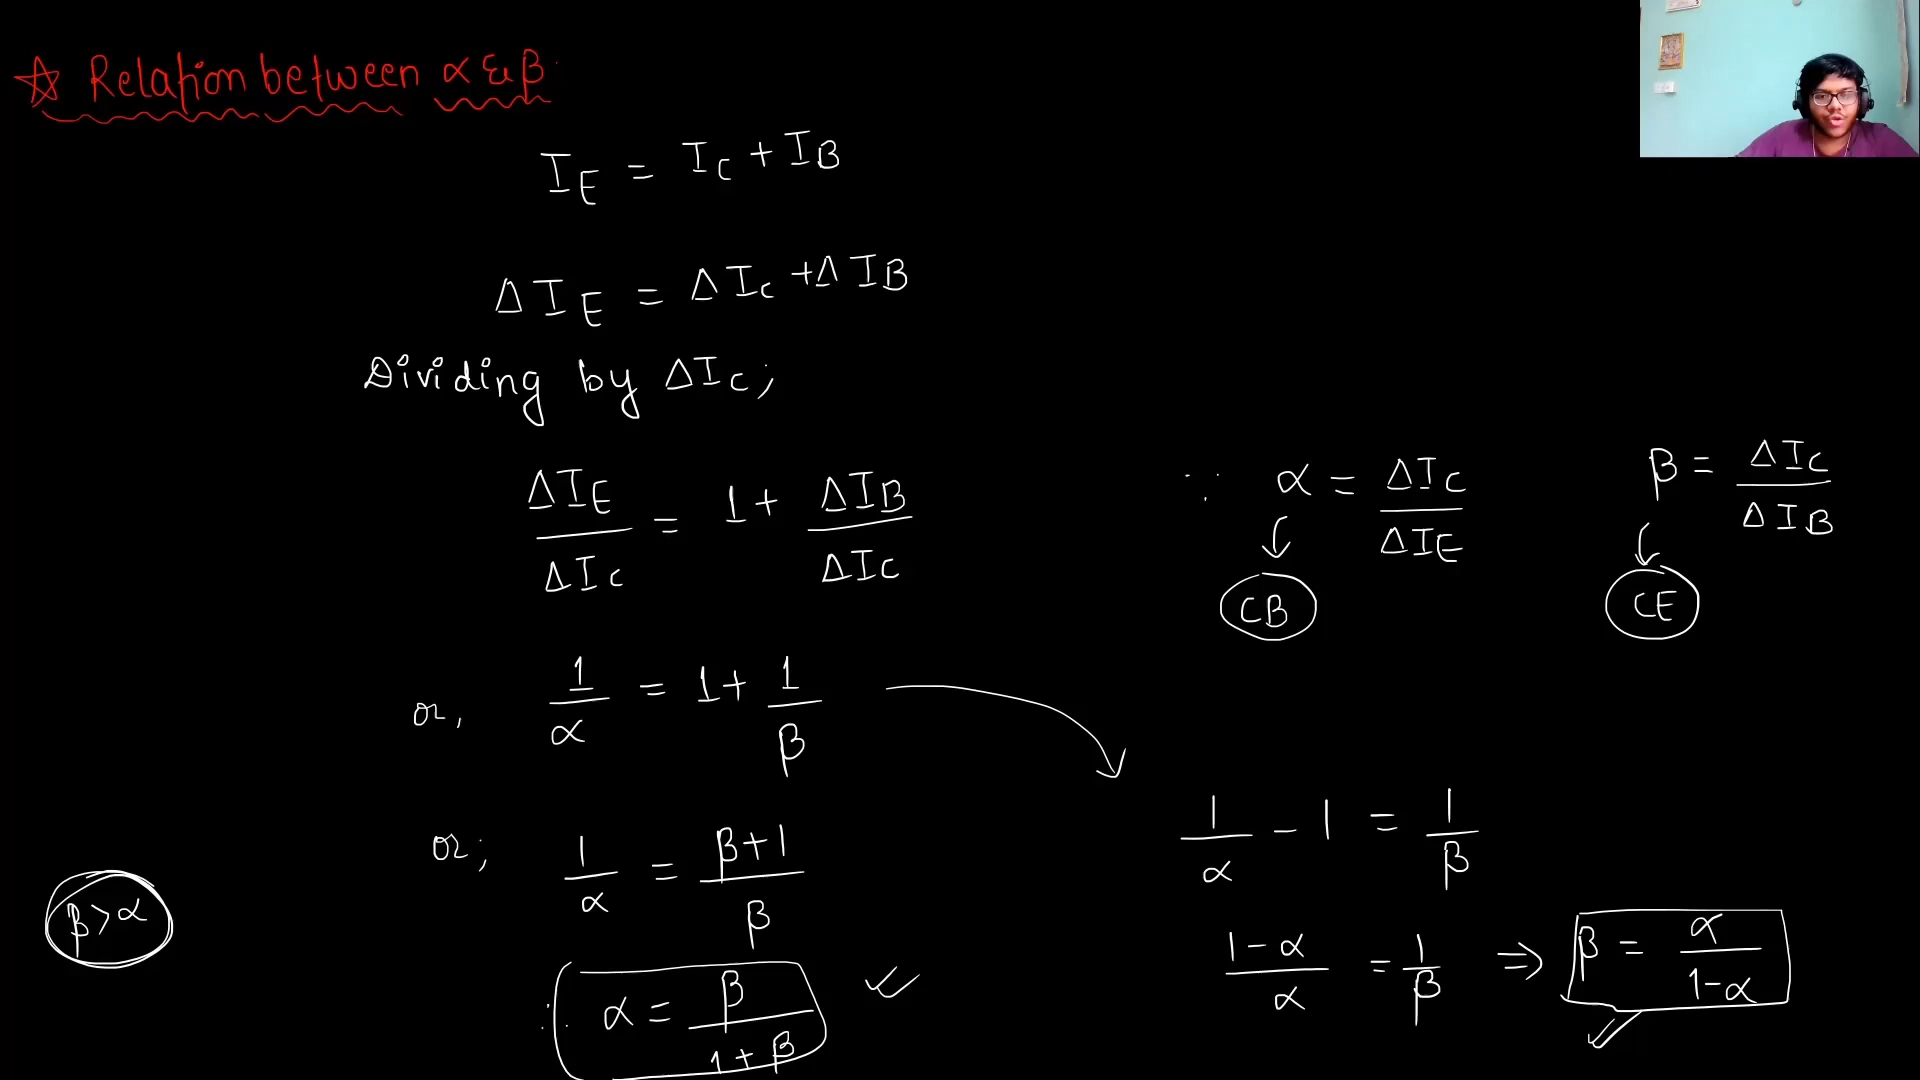 ☆ Relation between α & β
I_E = I_C + I_B
ΔI_E = ΔI_C + ΔI_B
Dividing by ΔI_C;
ΔI_E/ΔI_C = 1 + ΔI_B/ΔI_C
∵ α = ΔI_C/ΔI_E
β = ΔI_C/ΔI_B
CB
CE
or, 1/α = 1 + 1/β
or; 1/α = (β+1)/β
∴ α = β/(1+β)
1/α - 1 = 1/β
(1-α)/α = 1/β ⇒ β = α/(1-α)
β > α